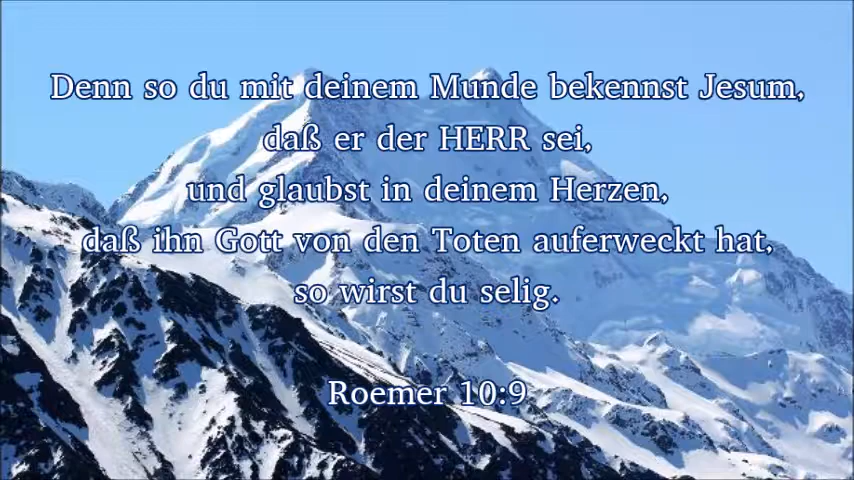 Denn so du mit deinem Munde bekennst Jesum,
daß er der HERR sei,
und glaubst in deinem Herzen,
daß ihn Gott von den Toten auferweckt hat,
so wirst du selig.
Roemer 10:9